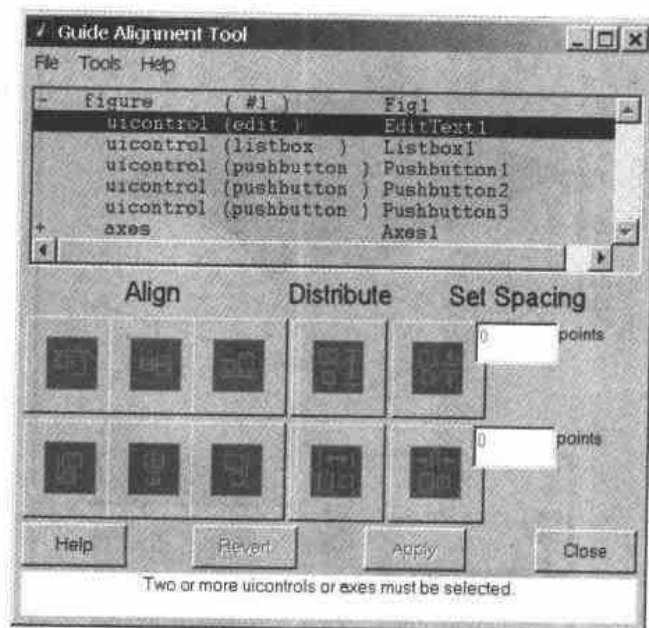 Guide Alignment Tool
File Tools Help
- figure ( #1 ) Fig1
uicontrol (edit ) EditText1
uicontrol (listbox ) Listbox1
uicontrol (pushbutton ) Pushbutton1
uicontrol (pushbutton ) Pushbutton2
uicontrol (pushbutton ) Pushbutton3
+ axes Axes1
Align Distribute Set Spacing
0 points
0 points
Help Revert Apply Close
Two or more uicontrols or axes must be selected.